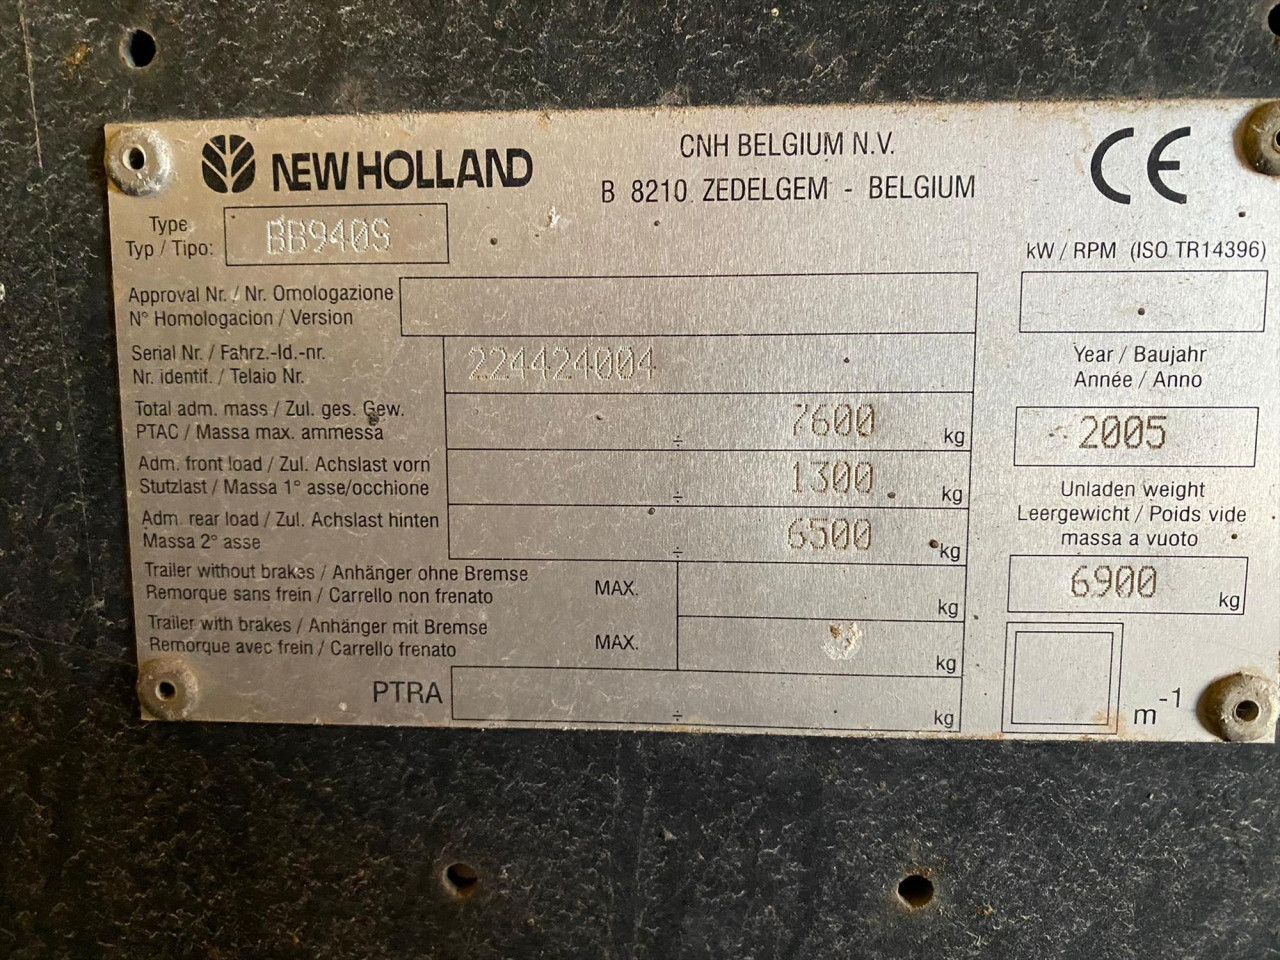 NEW HOLLAND
CNH BELGIUM N.V.
B 8210 ZEDELGEM - BELGIUM
CE
Type
Typ / Tipo:
BB940S
kW / RPM (ISO TR14396)
Approval Nr. / Nr. Omologazione
N° Homologacion / Version
Serial Nr. / Fahrz.-Id.-nr.
Nr. identif. / Telaio Nr.
224424004
Year / Baujahr
Année / Anno
2005
Total adm. mass / Zul. ges. Gew.
PTAC / Massa max. ammessa
÷ 7600 kg
Adm. front load / Zul. Achslast vorn
Stutzlast / Massa 1° asse/occhione
÷ 1300 kg
Unladen weight
Leergewicht / Poids vide
massa a vuoto
6900 kg
Adm. rear load / Zul. Achslast hinten
Massa 2° asse
÷ 6500 kg
Trailer without brakes / Anhänger ohne Bremse
Remorque sans frein / Carrello non frenato
MAX. kg
Trailer with brakes / Anhänger mit Bremse
Remorque avec frein / Carrello frenato
MAX. kg
PTRA ÷ kg
m-1